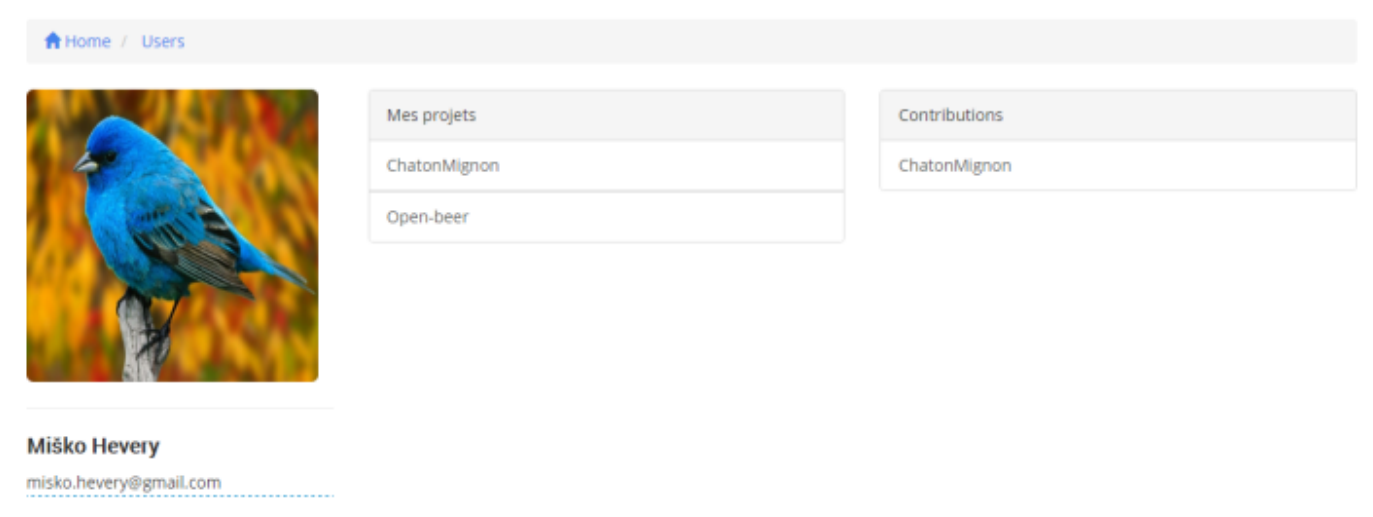 Home / Users
Mes projets
ChatonMignon
Open-beer
Contributions
ChatonMignon
Miško Hevery
misko.hevery@gmail.com